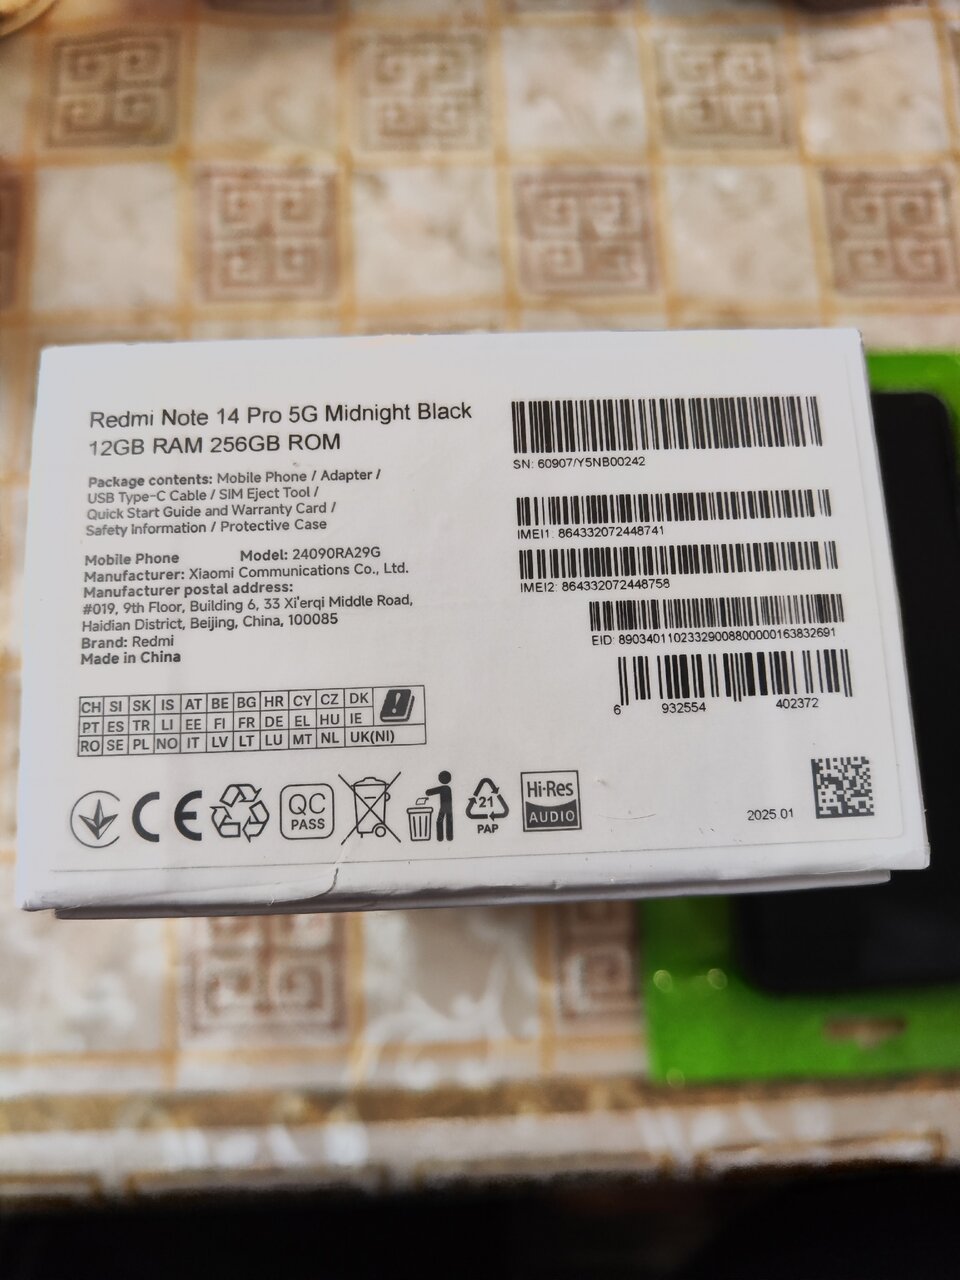 Redmi Note 14 Pro 5G Midnight Black
12GB RAM 256GB ROM
Package contents: Mobile Phone / Adapter /
USB Type-C Cable / SIM Eject Tool /
Quick Start Guide and Warranty Card /
Safety Information / Protective Case
Mobile Phone Model: 24090RA29G
Manufacturer: Xiaomi Communications Co., Ltd.
Manufacturer postal address:
#019, 9th Floor, Building 6, 33 Xi'erqi Middle Road,
Haidian District, Beijing, China, 100085
Brand: Redmi
Made in China
CH SI SK IS AT BE BG HR CY CZ DK
PT ES TR LI EE FI FR DE EL HU IE
RO SE PL NO IT LV LT LU MT NL UK(NI)
CE
QC
PASS
21
PAP
Hi-Res
AUDIO
SN: 60907/Y5NB00242
IMEI1: 864332072448741
IMEI2: 864332072448758
EID: 89034011023329008800000163832691
6 932554 402372
2025.01